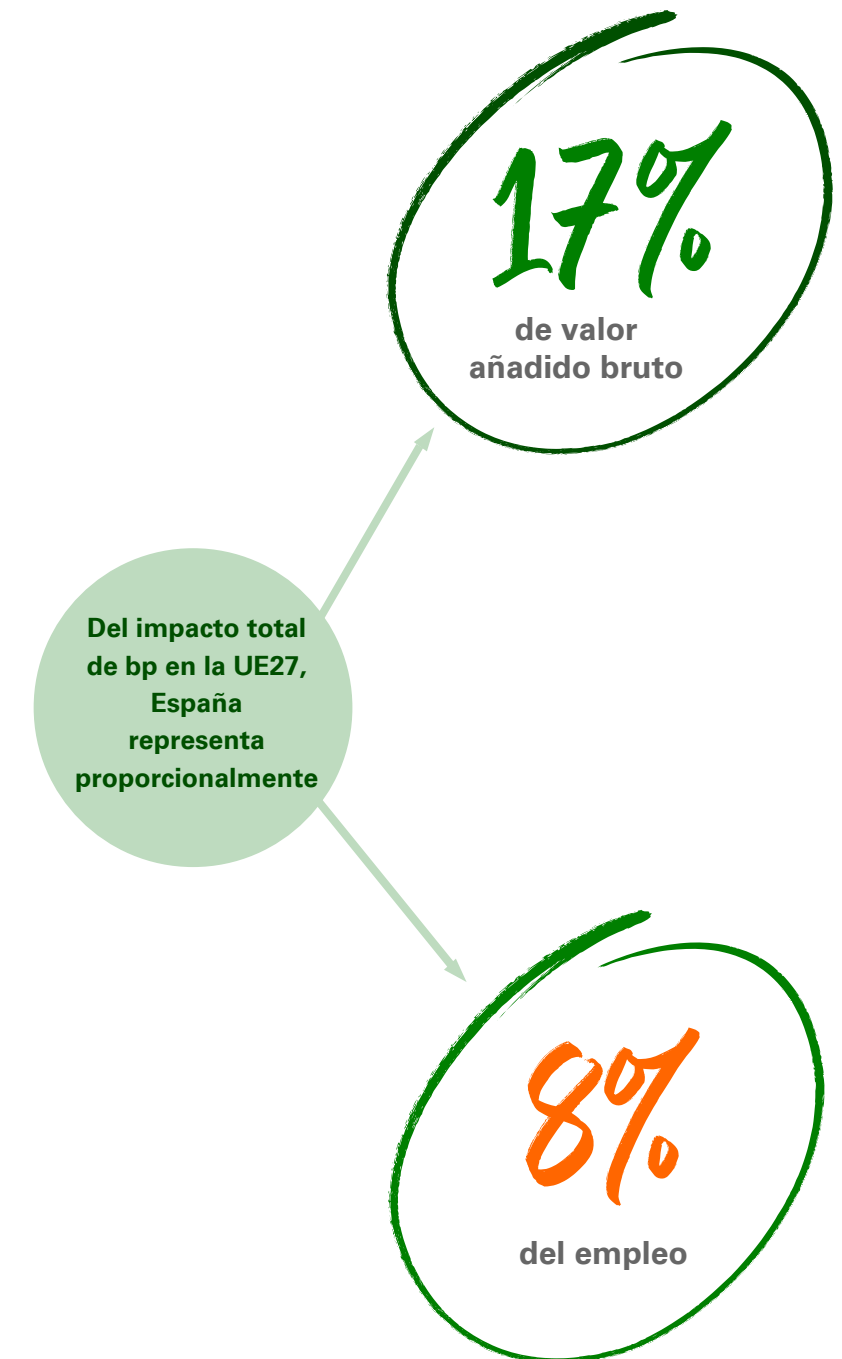 17%
de valor
añadido bruto
Del impacto total
de bp en la UE27,
España
representa
proporcionalmente
8%
del empleo